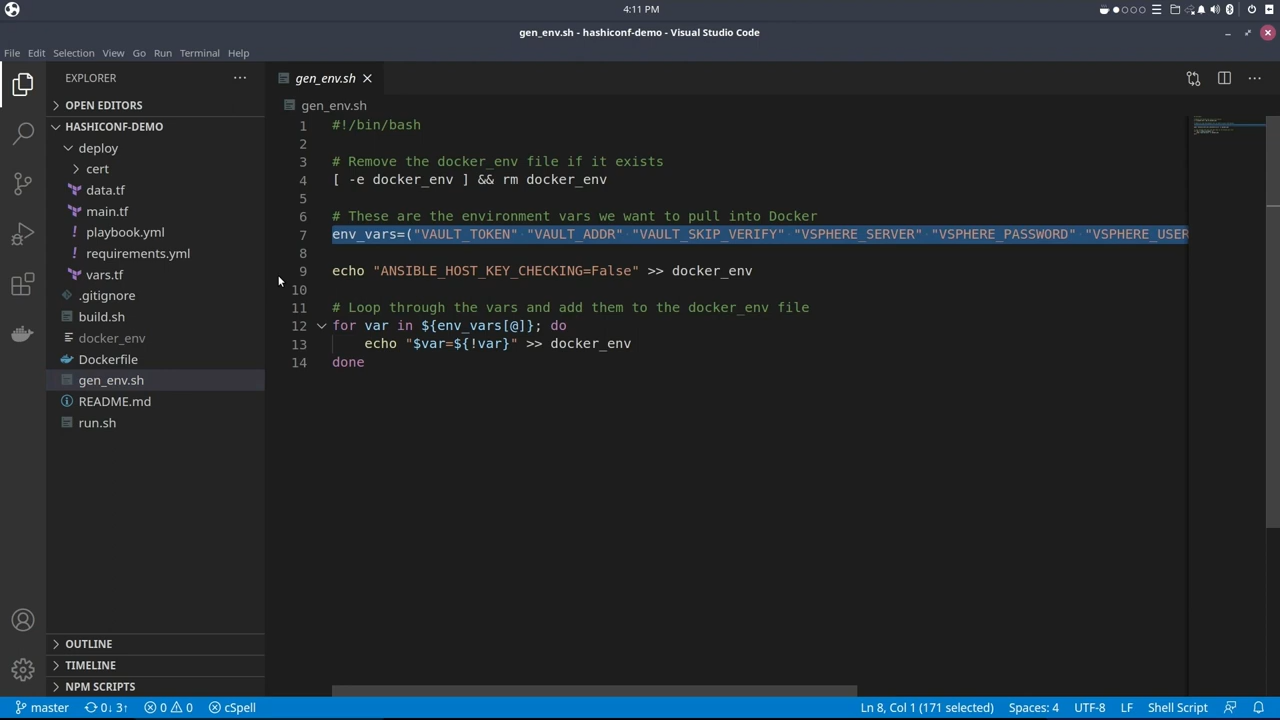 4:11 PM
gen_env.sh - hashiconf-demo - Visual Studio Code
File Edit Selection View Go Run Terminal Help
EXPLORER
OPEN EDITORS
HASHICONF-DEMO
deploy
cert
data.tf
main.tf
playbook.yml
requirements.yml
vars.tf
.gitignore
build.sh
docker_env
Dockerfile
gen_env.sh
README.md
run.sh
OUTLINE
TIMELINE
NPM SCRIPTS
gen_env.sh
gen_env.sh
1 #!/bin/bash
2
3 # Remove the docker_env file if it exists
4 [ -e docker_env ] && rm docker_env
5
6 # These are the environment vars we want to pull into Docker
7 env_vars=("VAULT_TOKEN" "VAULT_ADDR" "VAULT_SKIP_VERIFY" "VSPHERE_SERVER" "VSPHERE_PASSWORD" "VSPHERE_USER
8
9 echo "ANSIBLE_HOST_KEY_CHECKING=False" >> docker_env
10
11 # Loop through the vars and add them to the docker_env file
12 for var in ${env_vars[@]}; do
13 echo "$var=${!var}" >> docker_env
14 done
master 0↓ 3↑ 0 0 cSpell Ln 8, Col 1 (171 selected) Spaces: 4 UTF-8 LF Shell Script